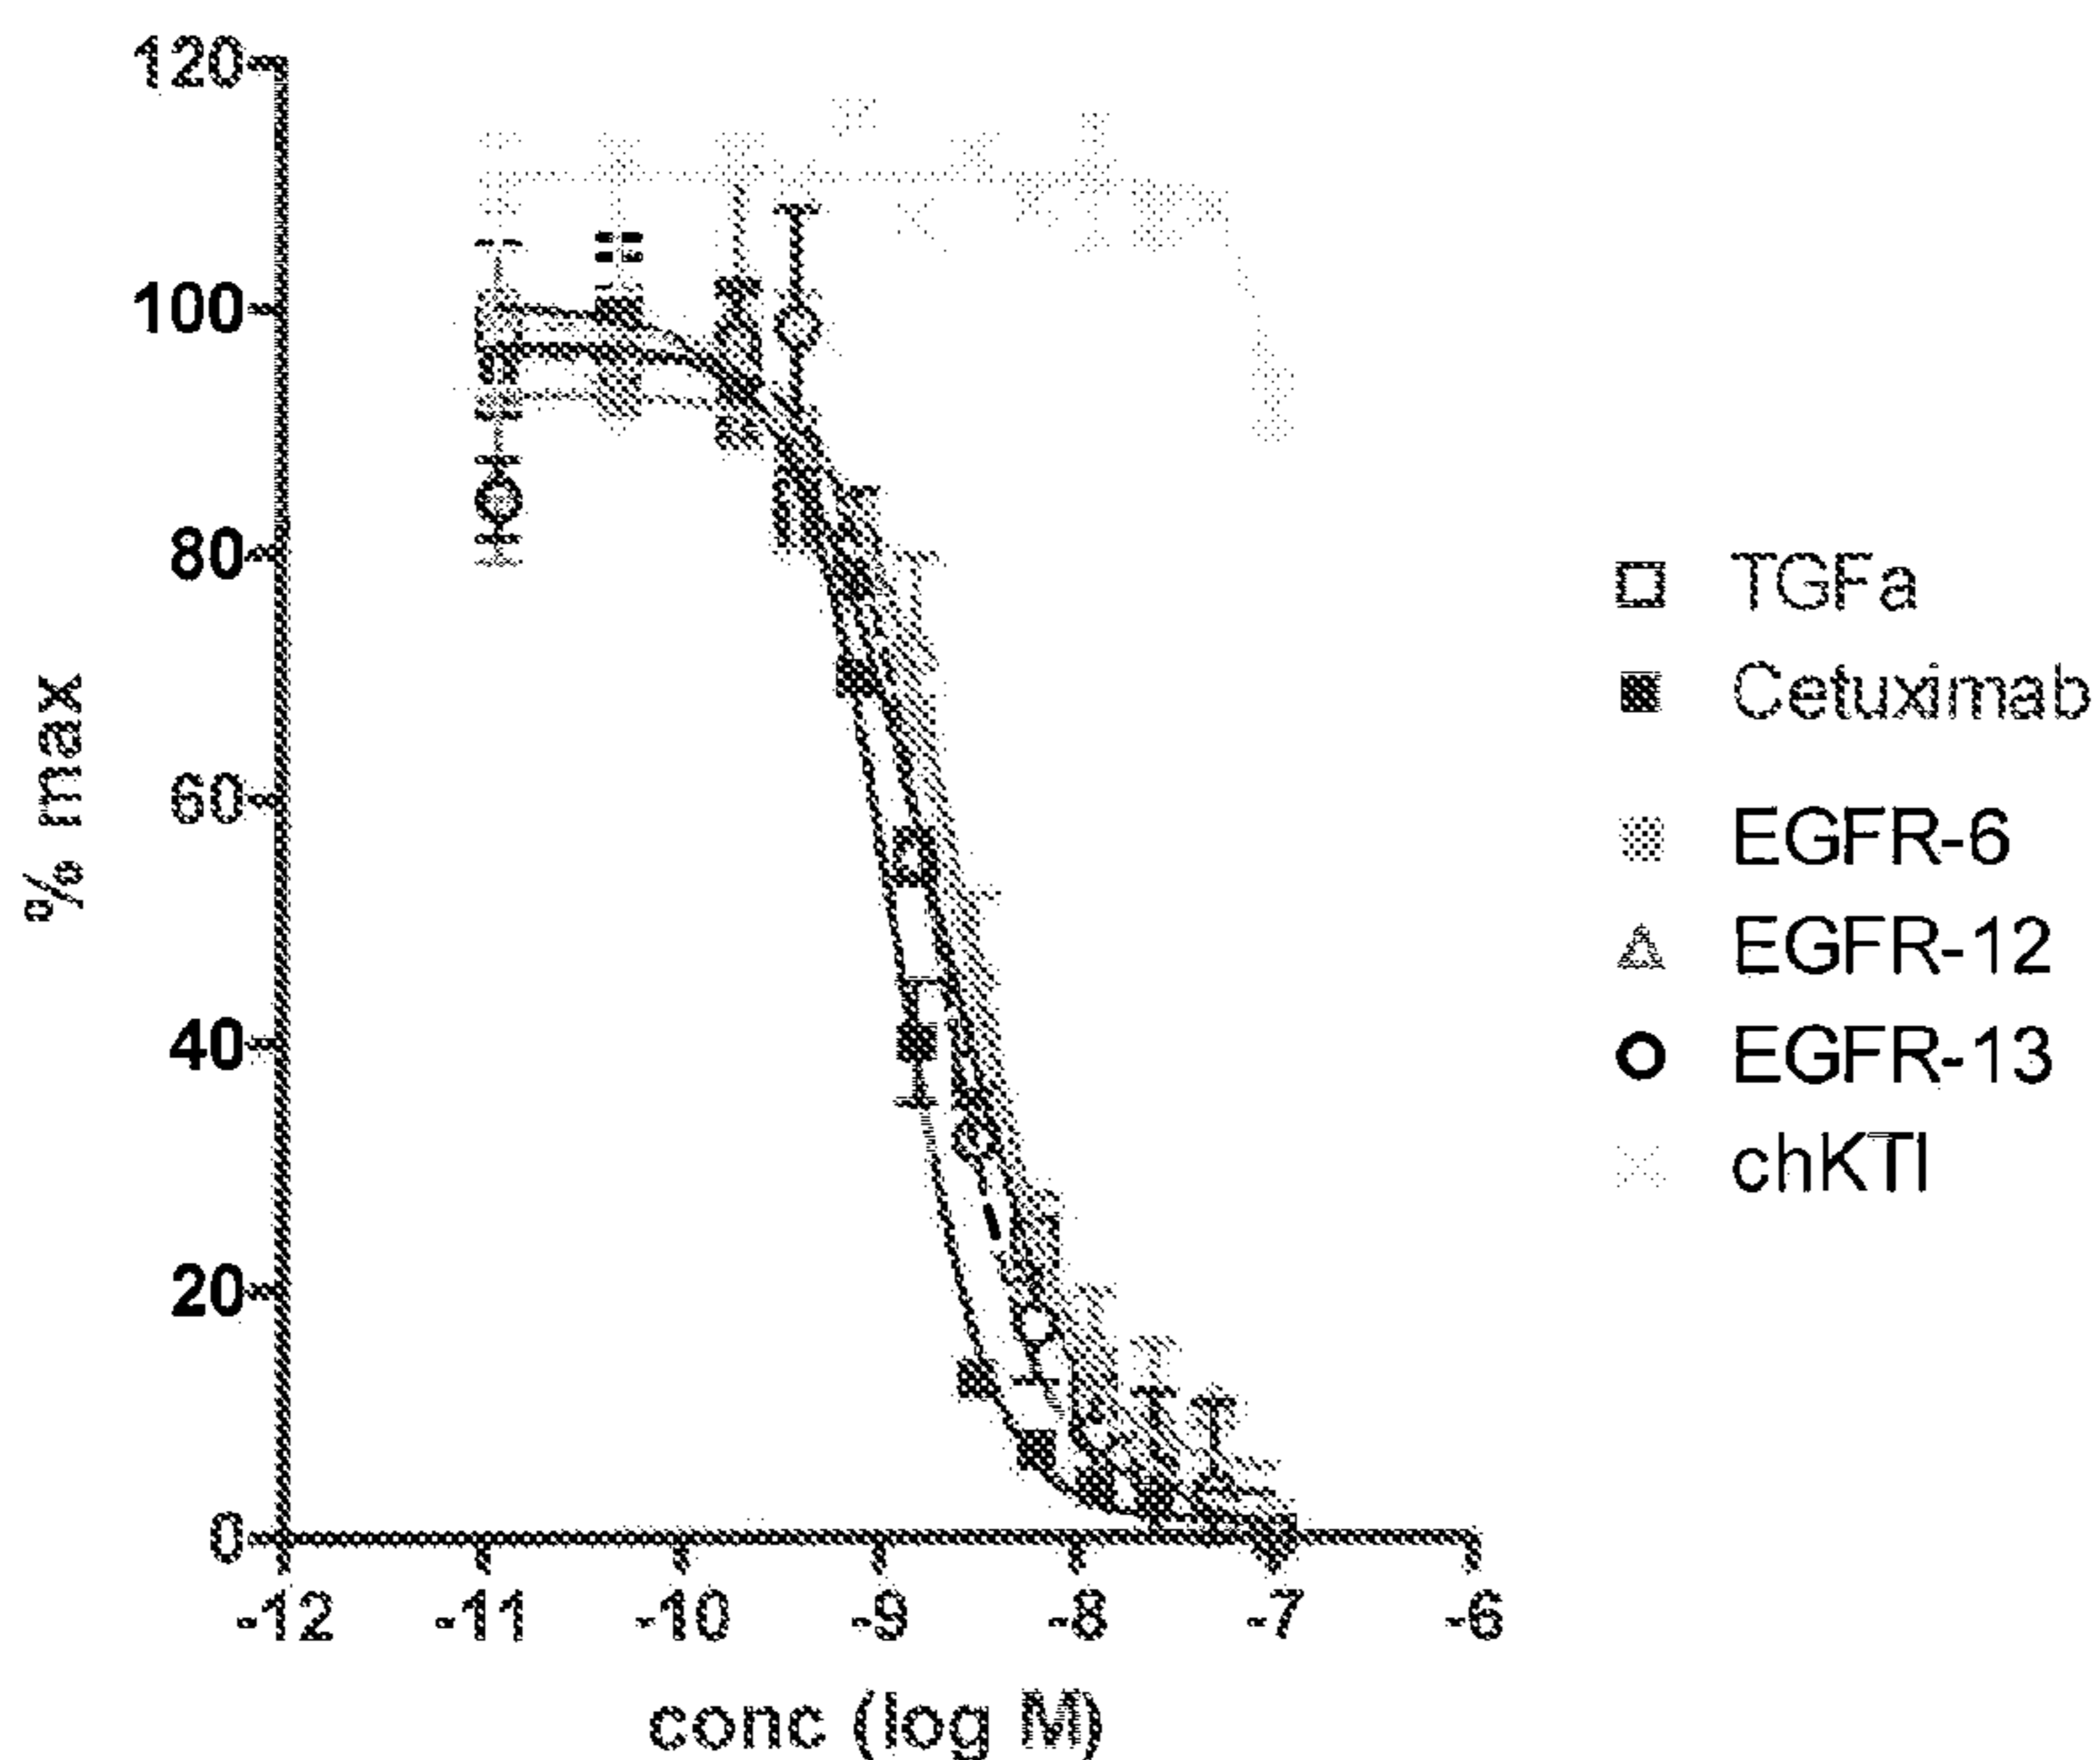 120
100
80
60
40
20
0
-12 -11 -10 -9 -8 -7 -6
% max
conc (log M)
TGFa
Cetuximab
EGFR-6
EGFR-12
EGFR-13
chKTI